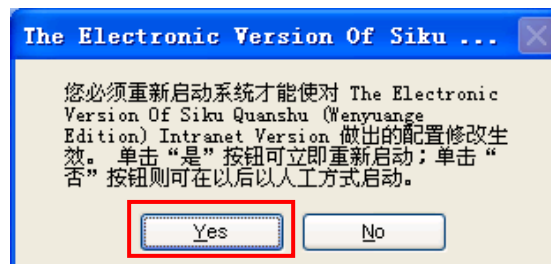 The Electronic Version Of Siku ...
您必须重新启动系统才能使对 The Electronic
Version Of Siku Quanshu (Wenyuange
Edition) Intranet Version 做出的配置修改生
效。 单击“是”按钮可立即重新启动；单击“
否”按钮则可在以后以人工方式启动。
Yes
No